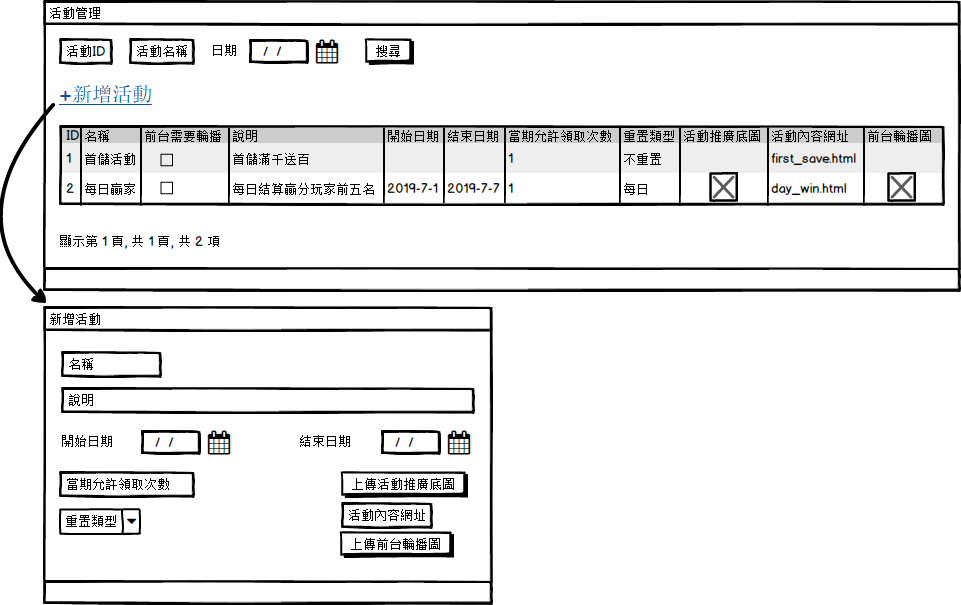 活動管理
活動ID 活動名稱 日期 / / 搜尋
+新增活動
ID 名稱 前台需要輪播 說明 開始日期 結束日期 當期允許領取次數 重置類型 活動推廣底圖 活動內容網址 前台輪播圖
1 首儲活動 首儲滿千送百 1 不重置 first_save.html
2 每日贏家 每日結算贏分玩家前五名 2019-7-1 2019-7-7 1 每日 day_win.html
顯示第 1 頁, 共 1 頁, 共 2 項
新增活動
名稱
說明
開始日期 / / 結束日期 / /
當期允許領取次數 上傳活動推廣底圖
重置類型 活動內容網址
上傳前台輪播圖